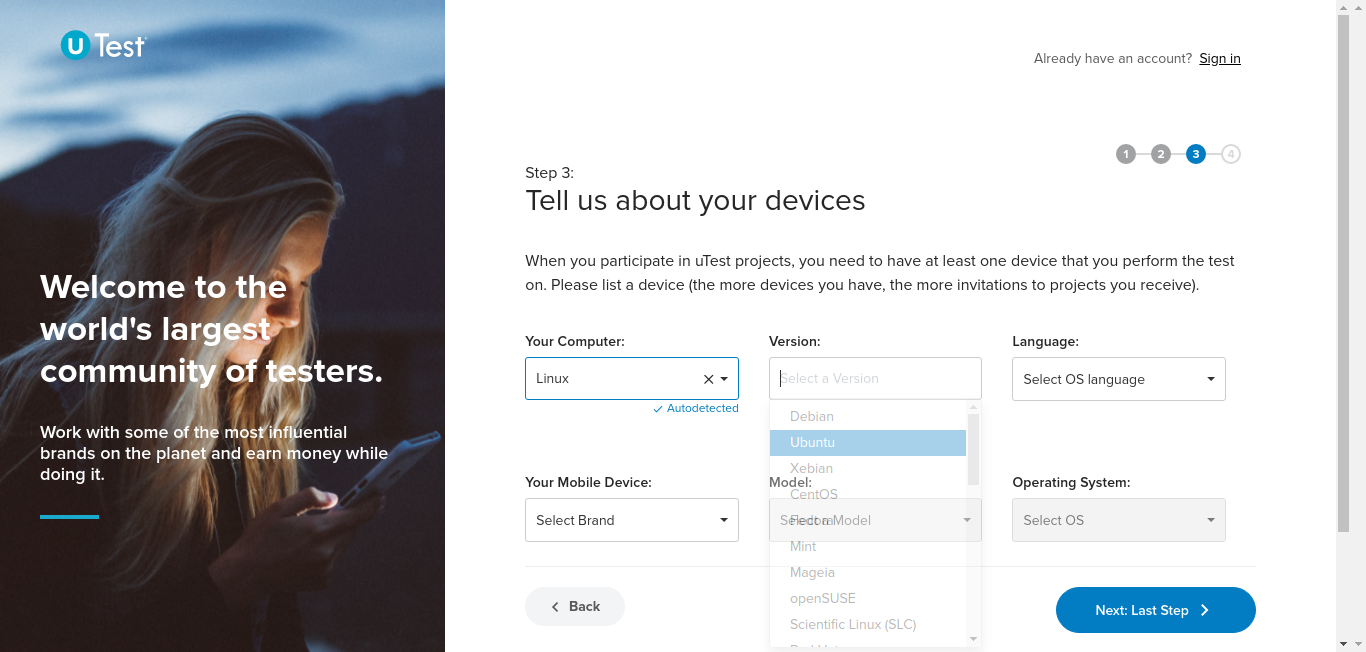 uTest
Already have an account? Sign in
1 2 3 4
Step 3:
Tell us about your devices
When you participate in uTest projects, you need to have at least one device that you perform the test
on. Please list a device (the more devices you have, the more invitations to projects you receive).
Welcome to the
world's largest
community of testers.
Work with some of the most influential
brands on the planet and earn money while
doing it.
Your Computer:
Linux
Autodetected
Version:
Select a Version
Debian
Ubuntu
Xebian
CentOS
Fedora
Mint
Mageia
openSUSE
Scientific Linux (SLC)
Language:
Select OS language
Your Mobile Device:
Select Brand
Model:
Select a Model
Operating System:
Select OS
Back
Next: Last Step